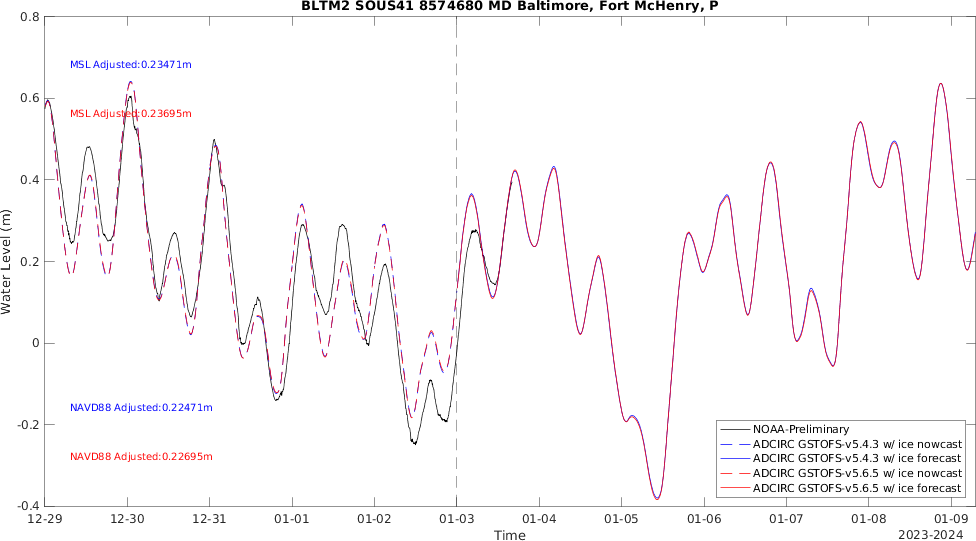 BLTM2 SOUS41 8574680 MD Baltimore, Fort McHenry, P
0.8
0.6
0.4
0.2
0
-0.2
-0.4
Water Level (m)
MSL Adjusted:0.23471m
MSL Adjusted:0.23695m
NAVD88 Adjusted:0.22471m
NAVD88 Adjusted:0.22695m
NOAA-Preliminary
ADCIRC GSTOFS-v5.4.3 w/ ice nowcast
ADCIRC GSTOFS-v5.4.3 w/ ice forecast
ADCIRC GSTOFS-v5.6.5 w/ ice nowcast
ADCIRC GSTOFS-v5.6.5 w/ ice forecast
12-29 12-30 12-31 01-01 01-02 01-03 01-04 01-05 01-06 01-07 01-08 01-09
Time
2023-2024